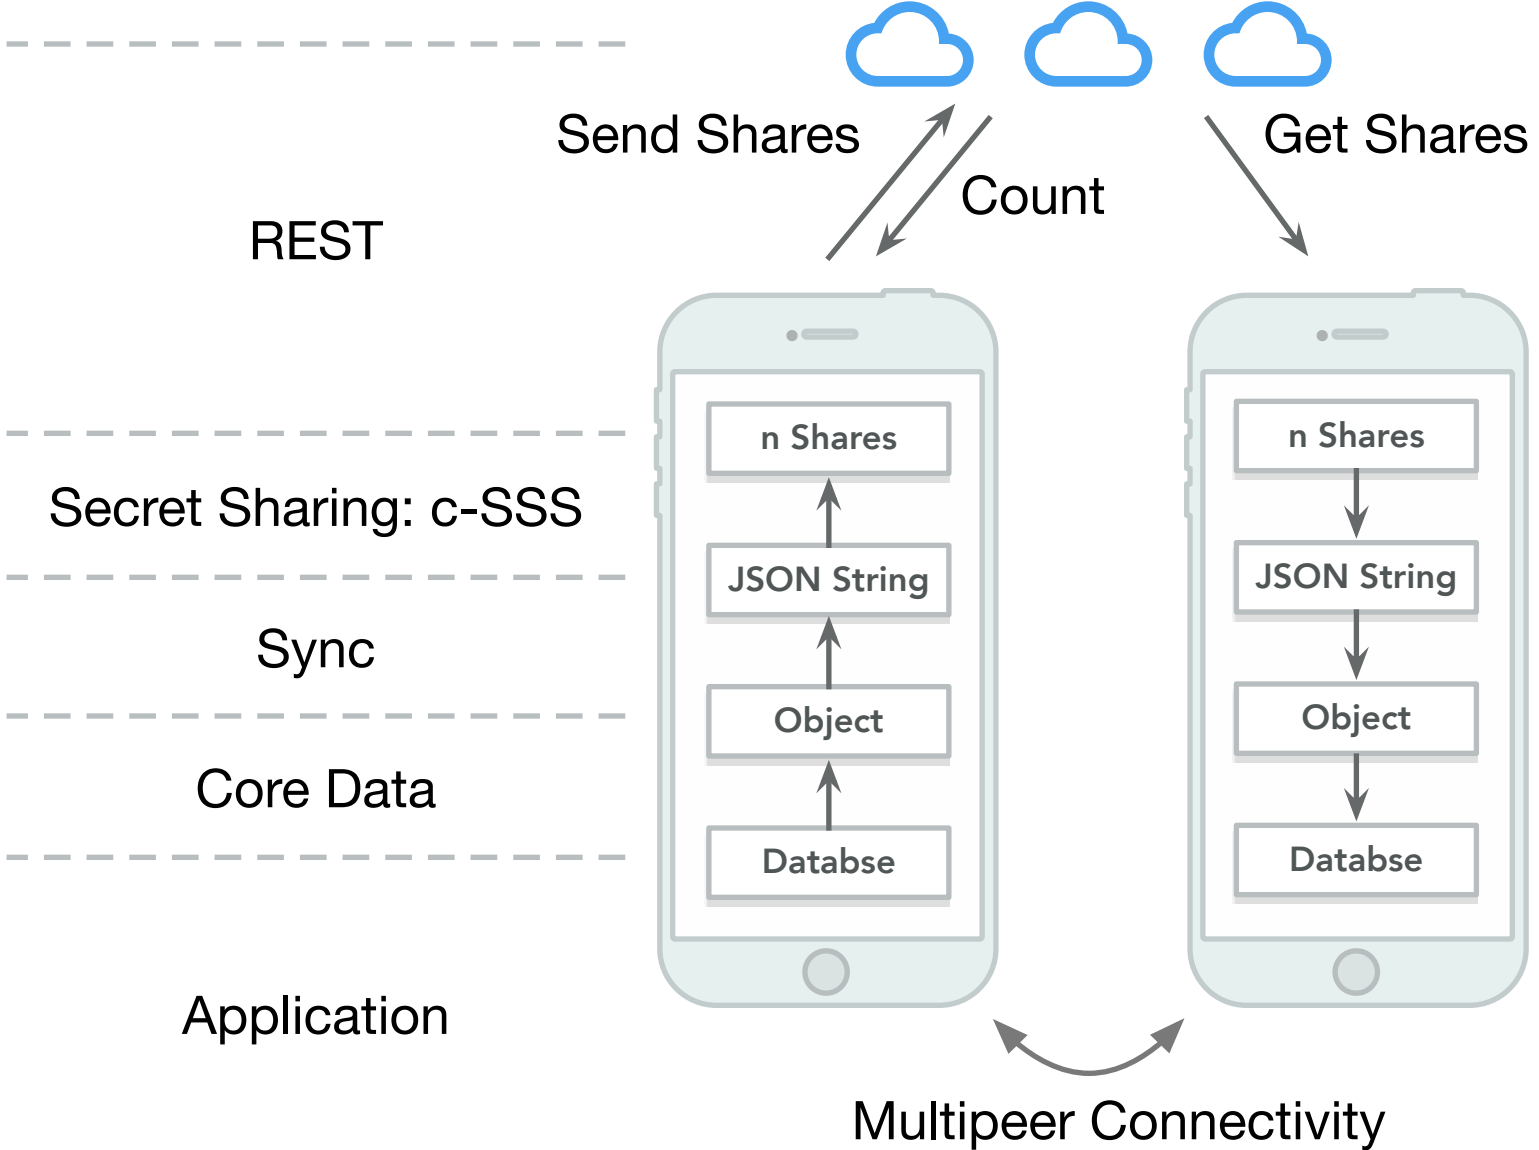 Send Shares
Get Shares
Count
REST
n Shares
n Shares
Secret Sharing: c-SSS
JSON String
JSON String
Sync
Object
Object
Core Data
Databse
Databse
Application
Multipeer Connectivity